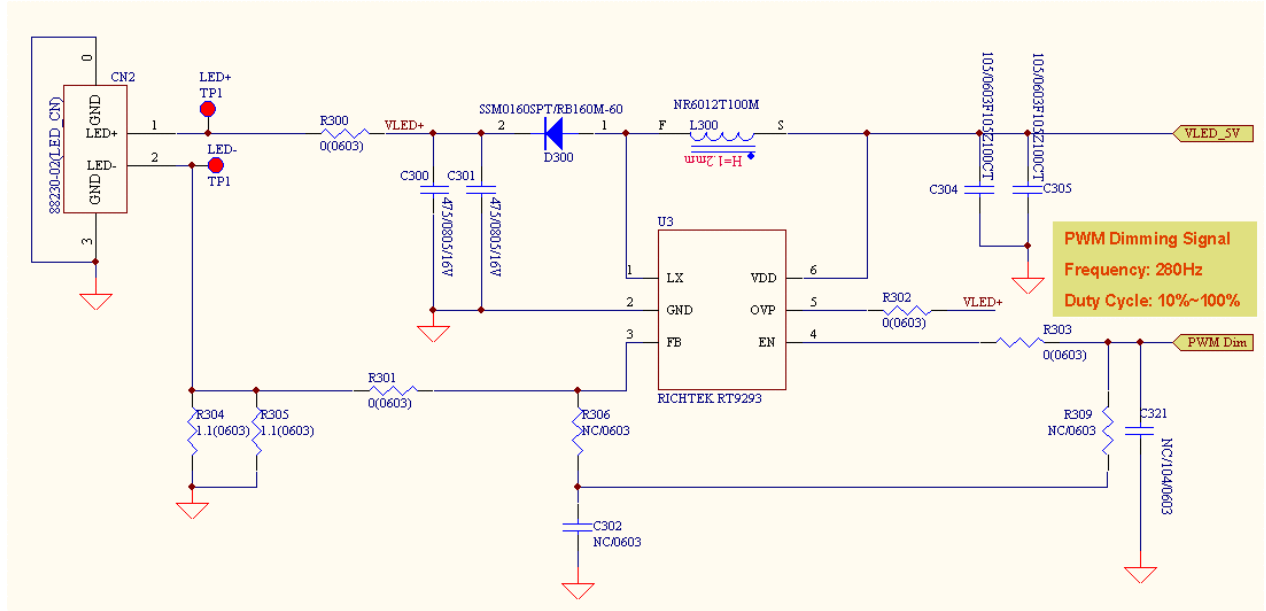 0
CN2
88230-02(LED_CN)
GND
LED+
LED-
GND
1
2
3
LED+
TP1
LED-
TP1
R300
0(0603)
VLED+
C300
475/0805/16V
C301
475/0805/16V
SSM0160SPT/RB160M-60
2
1
D300
NR6012T100M
F
L300
S
H=1.2mm
105/0603F105Z100CT
105/0603F105Z100CT
C304
C305
VLED_5V
U3
1
LX
VDD
6
2
GND
OVP
5
3
FB
EN
4
RICHTEK RT9293
R302
0(0603)
VLED+
R303
0(0603)
PWM Dimming Signal
Frequency: 280Hz
Duty Cycle: 10%~100%
PWM Dim
R301
0(0603)
R304
1.1(0603)
R305
1.1(0603)
R306
NC/0603
R309
NC/0603
C321
NC/104/0603
C302
NC/0603